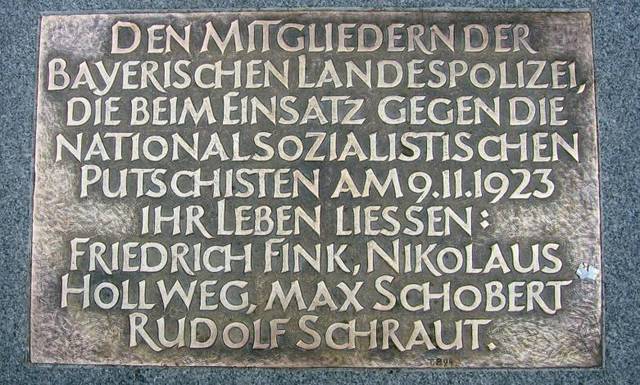 DEN MITGLIEDERN DER
BAYERISCHEN LANDESPOLIZEI,
DIE BEIM EINSATZ GEGEN DIE
NATIONALSOZIALISTISCHEN
PUTSCHISTEN AM 9.11.1923
IHR LEBEN LIESSEN:
FRIEDRICH FINK, NIKOLAUS
HOLLWEG, MAX SCHOBERT
RUDOLF SCHRAUT.